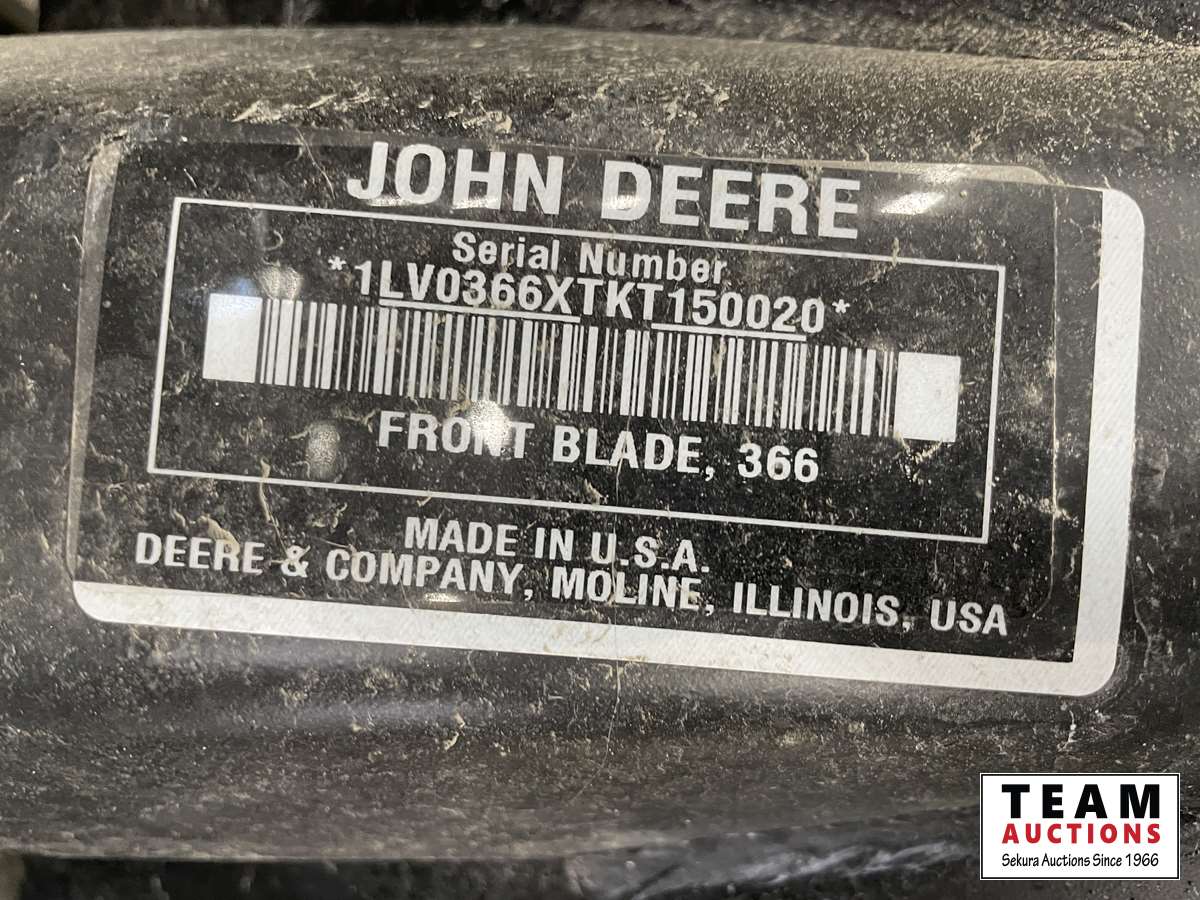 JOHN DEERE
Serial Number
*1LV0366XTKT150020*
FRONT BLADE, 366
MADE IN U.S.A.
DEERE & COMPANY, MOLINE, ILLINOIS, USA
TEAM
AUCTIONS
Sekura Auctions Since 1966